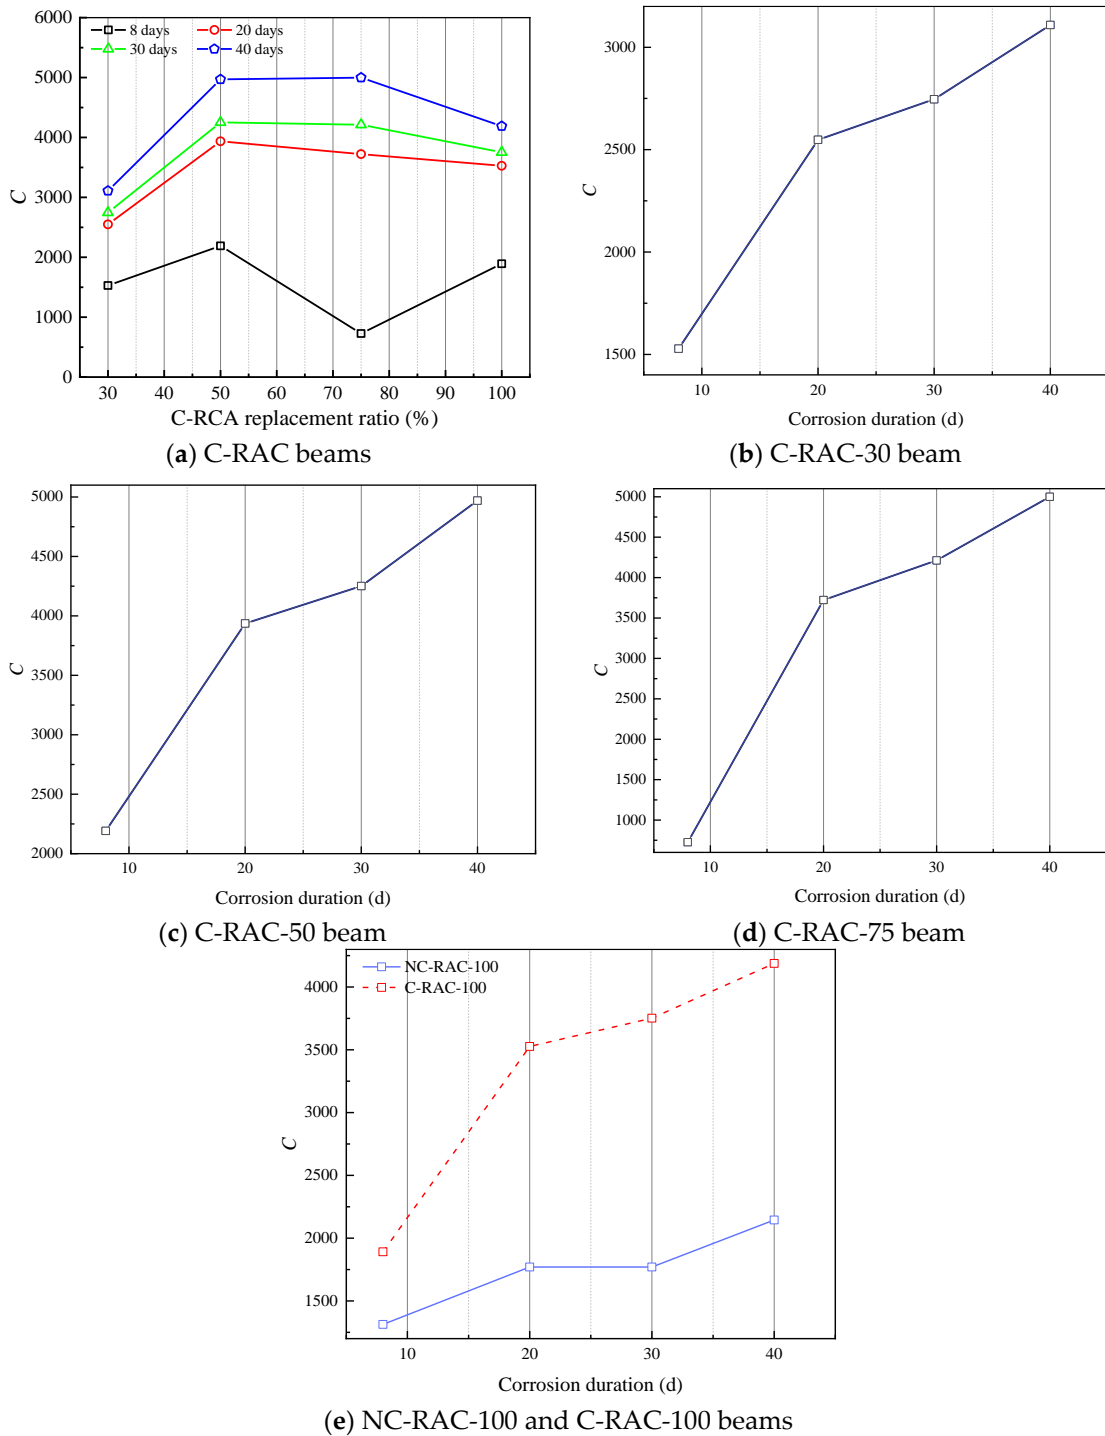 8 days
20 days
30 days
40 days
6000
5000
4000
3000
2000
1000
0
C
30 40 50 60 70 80 90 100
C-RCA replacement ratio (%)
(a) C-RAC beams
3000
2500
2000
1500
C
10 20 30 40
Corrosion duration (d)
(b) C-RAC-30 beam
5000
4500
4000
3500
3000
2500
2000
C
10 20 30 40
Corrosion duration (d)
(c) C-RAC-50 beam
5000
4500
4000
3500
3000
2500
2000
1500
1000
C
10 20 30 40
Corrosion duration (d)
(d) C-RAC-75 beam
NC-RAC-100
C-RAC-100
4000
3500
3000
2500
2000
1500
C
10 20 30 40
Corrosion duration (d)
(e) NC-RAC-100 and C-RAC-100 beams